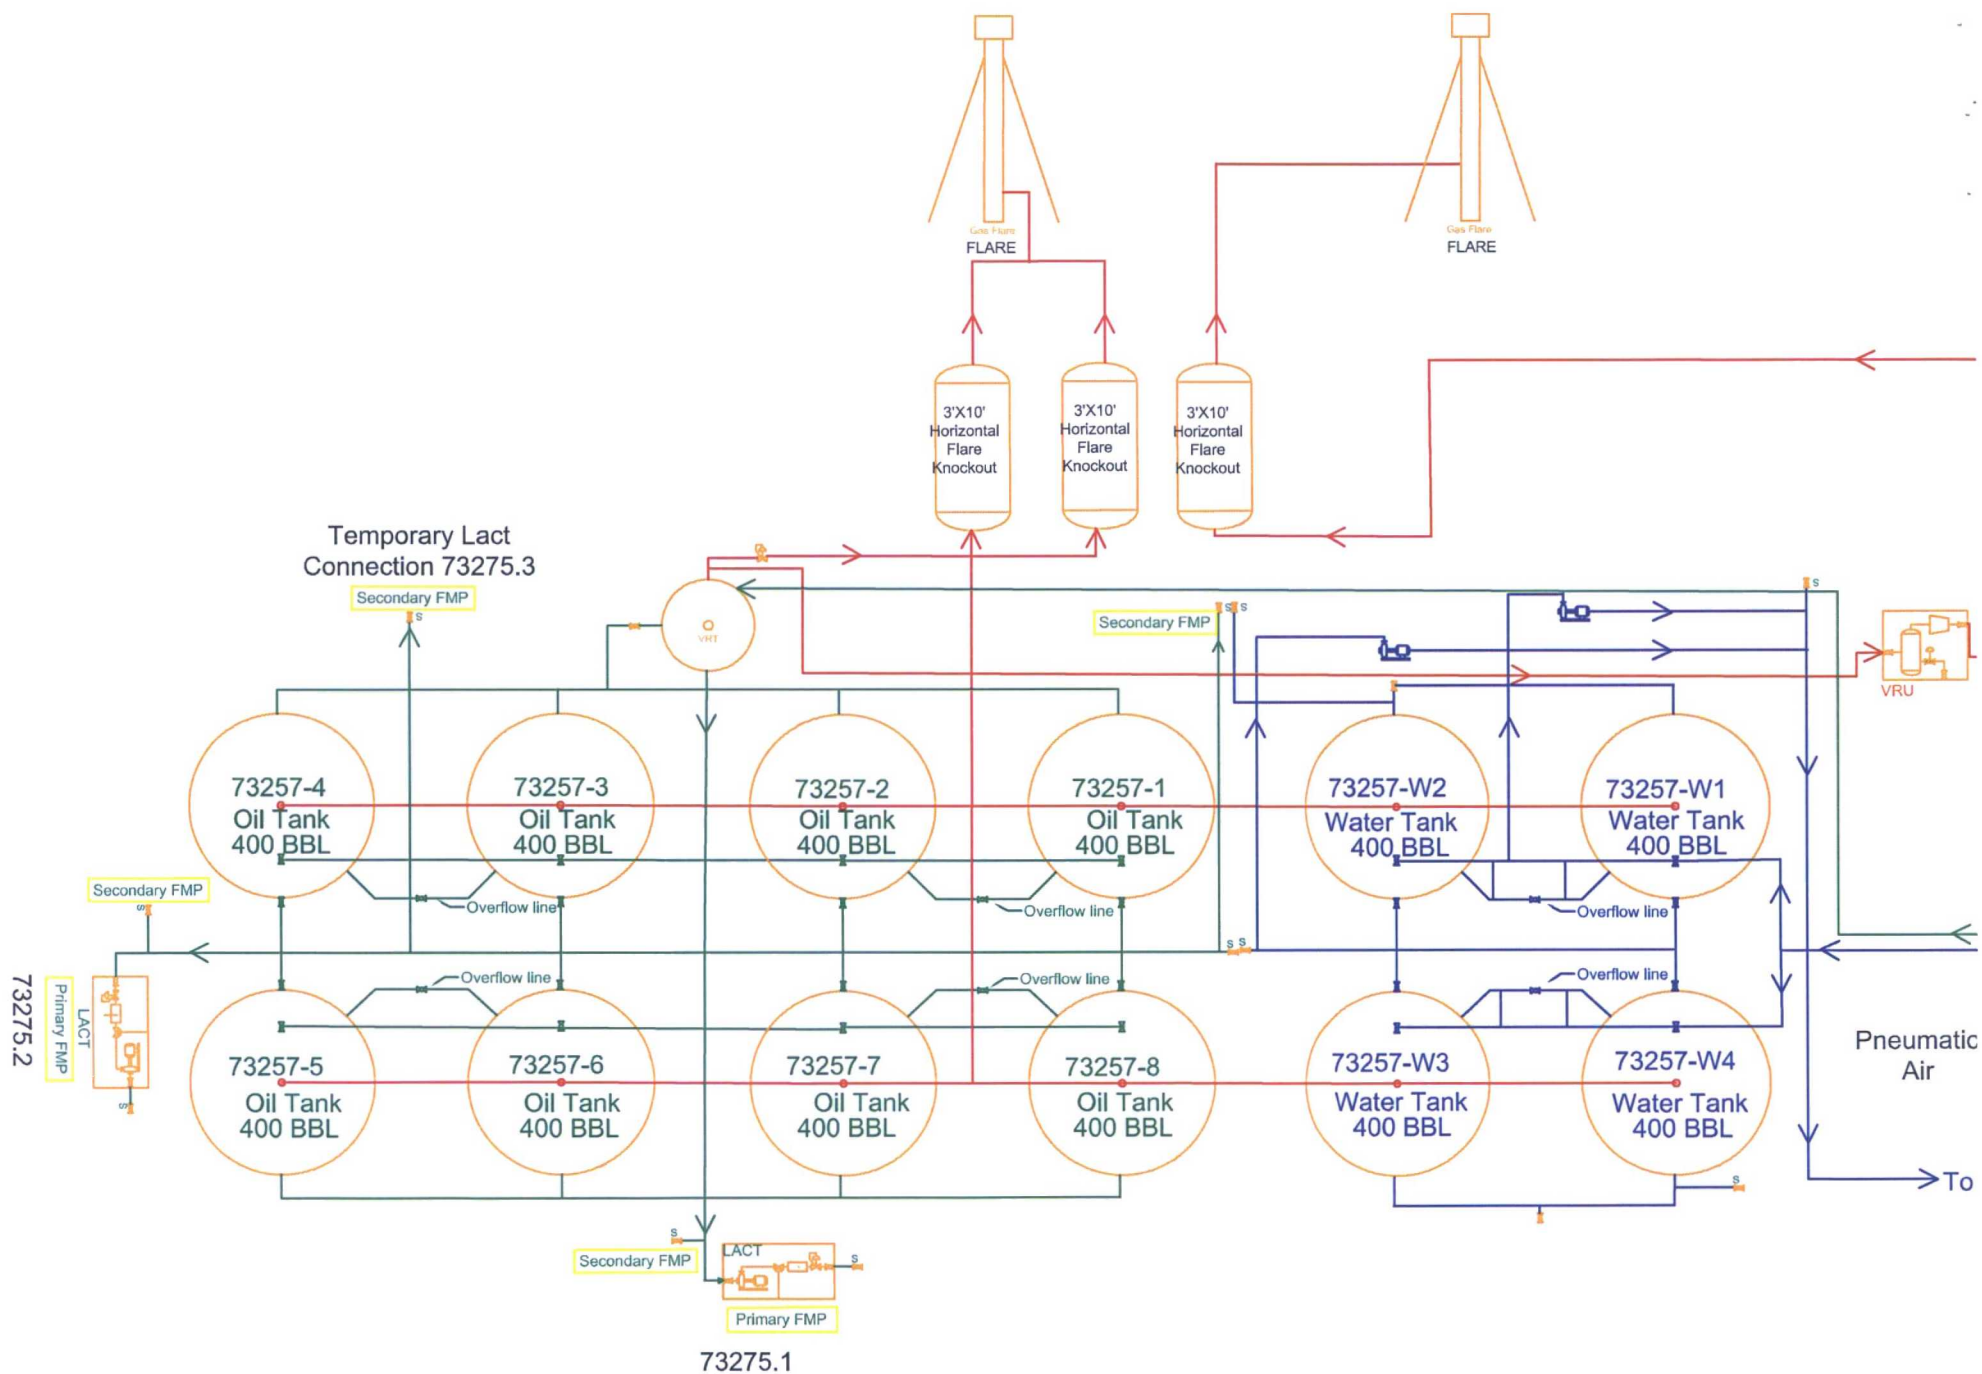 Gas Flare
FLARE
Gas Flare
FLARE
3'X10'
Horizontal
Flare
Knockout
3'X10'
Horizontal
Flare
Knockout
3'X10'
Horizontal
Flare
Knockout
Temporary Lact
Connection 73275.3
Secondary FMP
S
VRT
Secondary FMP
S
S
S
VRU
73257-4
Oil Tank
400 BBL
73257-3
Oil Tank
400 BBL
73257-2
Oil Tank
400 BBL
73257-1
Oil Tank
400 BBL
73257-W2
Water Tank
400 BBL
73257-W1
Water Tank
400 BBL
Secondary FMP
S
Overflow line
Overflow line
Overflow line
S
S
Overflow line
Overflow line
Overflow line
73275.2
Primary FMP
LACT
S
73257-5
Oil Tank
400 BBL
73257-6
Oil Tank
400 BBL
73257-7
Oil Tank
400 BBL
73257-8
Oil Tank
400 BBL
73257-W3
Water Tank
400 BBL
73257-W4
Water Tank
400 BBL
Pneumatic
Air
S
To
S
Secondary FMP
LACT
S
Primary FMP
73275.1